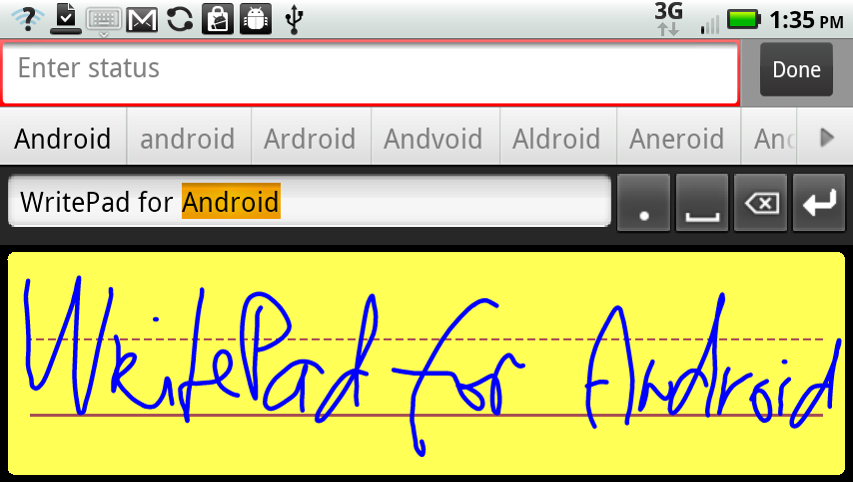 3G 1:35 PM
Enter status Done
Android android Ardroid Andvoid Aldroid Aneroid
WritePad for Android .
WritePad for Android